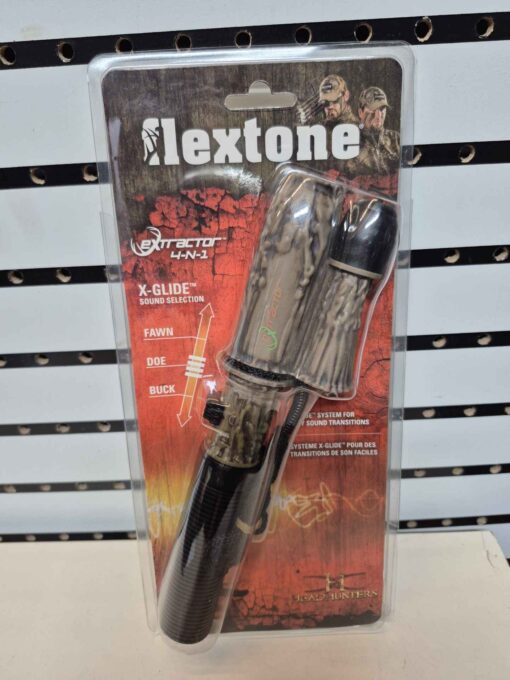 flextone
extractor
4-N-1
X-GLIDE™
SOUND SELECTION
FAWN
DOE
BUCK
SYSTEM FOR
SOUND TRANSITIONS
SYSTÈME X-GLIDE™ POUR DES
TRANSITIONS DE SON FACILES
HEADHUNTERS